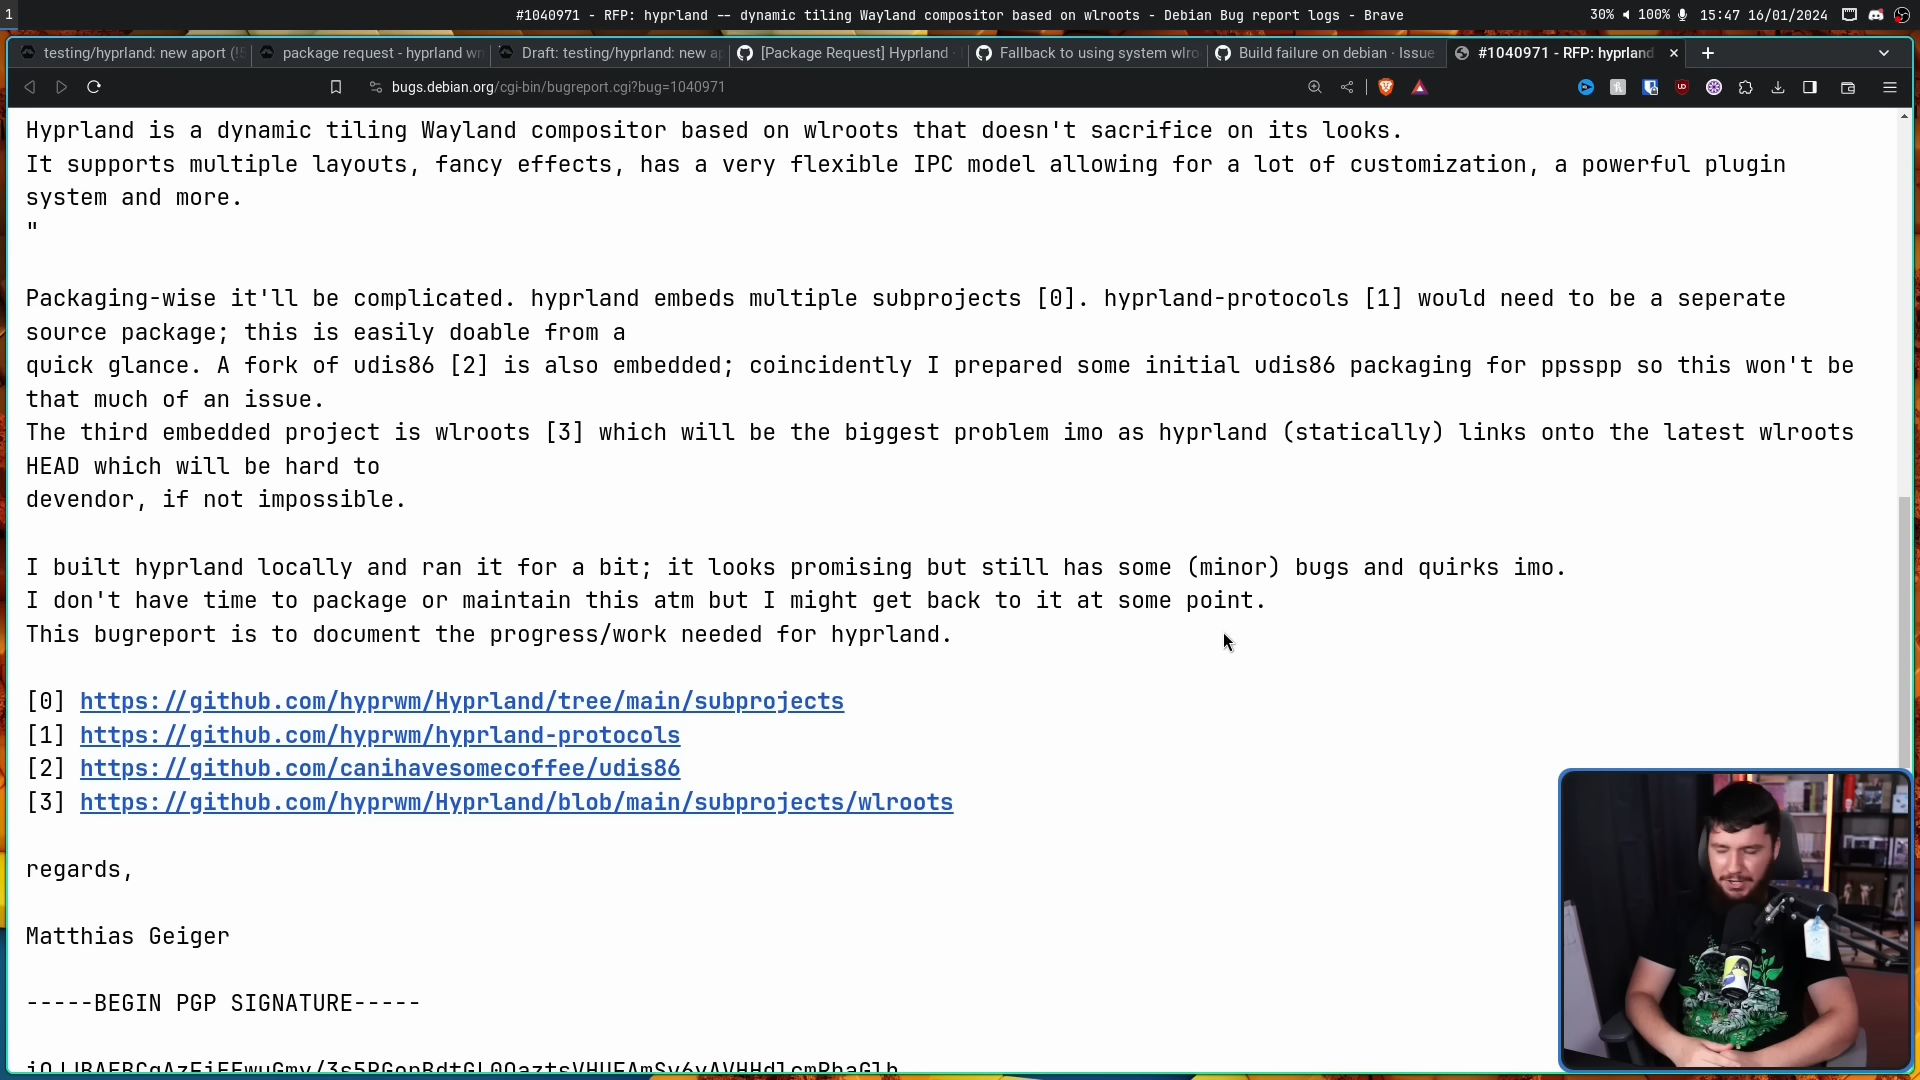 1
#1040971 - RFP: hyprland -- dynamic tiling Wayland compositor based on wlroots - Debian Bug report logs - Brave
30% 100% 15:47 16/01/2024
testing/hyprland: new aport (!5
package request - hyprland wr
Draft: testing/hyprland: new ap
[Package Request] Hyprland ·
Fallback to using system wlro
Build failure on debian · Issue
#1040971 - RFP: hyprland
bugs.debian.org/cgi-bin/bugreport.cgi?bug=1040971
Hyprland is a dynamic tiling Wayland compositor based on wlroots that doesn't sacrifice on its looks.
It supports multiple layouts, fancy effects, has a very flexible IPC model allowing for a lot of customization, a powerful plugin
system and more.
"
Packaging-wise it'll be complicated. hyprland embeds multiple subprojects [0]. hyprland-protocols [1] would need to be a seperate
source package; this is easily doable from a
quick glance. A fork of udis86 [2] is also embedded; coincidently I prepared some initial udis86 packaging for ppsspp so this won't be
that much of an issue.
The third embedded project is wlroots [3] which will be the biggest problem imo as hyprland (statically) links onto the latest wlroots
HEAD which will be hard to
devendor, if not impossible.
I built hyprland locally and ran it for a bit; it looks promising but still has some (minor) bugs and quirks imo.
I don't have time to package or maintain this atm but I might get back to it at some point.
This bugreport is to document the progress/work needed for hyprland.
[0] https://github.com/hyprwm/Hyprland/tree/main/subprojects
[1] https://github.com/hyprwm/hyprland-protocols
[2] https://github.com/canihavesomecoffee/udis86
[3] https://github.com/hyprwm/Hyprland/blob/main/subprojects/wlroots
regards,
Matthias Geiger
-----BEGIN PGP SIGNATURE-----